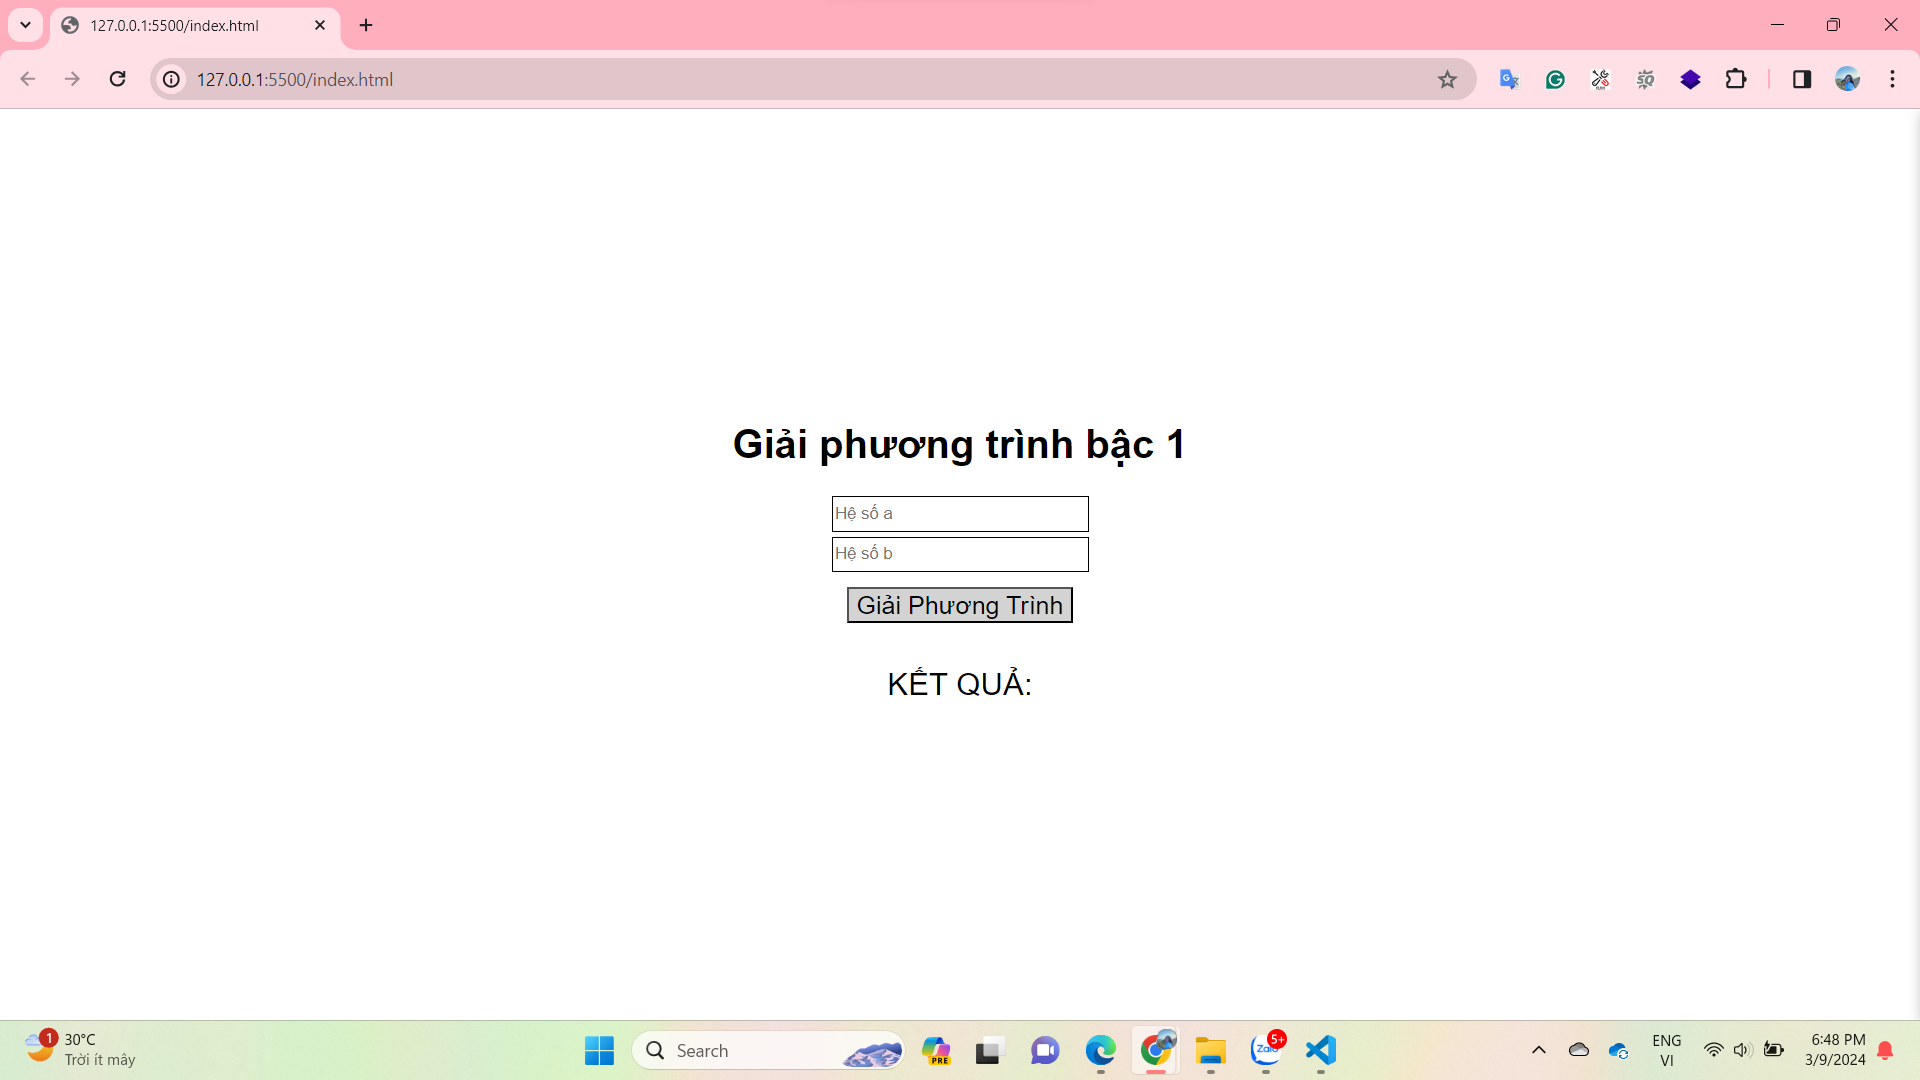 127.0.0.1:5500/index.html
127.0.0.1:5500/index.html
Giải phương trình bậc 1
Hệ số a
Hệ số b
Giải Phương Trình
KẾT QUẢ:
1
30°C
Trời ít mây
Search
PRE
Zalo
5+
ENG
VI
6:48 PM
3/9/2024